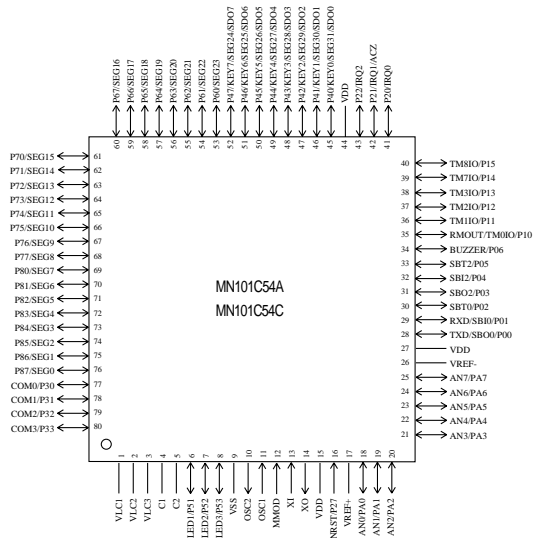 P67/SEG16
P66/SEG17
P65/SEG18
P64/SEG19
P63/SEG20
P62/SEG21
P61/SEG22
P60/SEG23
P47/KEY7/SEG24/SDO7
P46/KEY6/SEG25/SDO6
P45/KEY5/SEG26/SDO5
P44/KEY4/SEG27/SDO4
P43/KEY3/SEG28/SDO3
P42/KEY2/SEG29/SDO2
P41/KEY1/SEG30/SDO1
P40/KEY0/SEG31/SDO0
VDD
P22/IRQ2
P21/IRQ1/ACZ
P20/IRQ0
60 59 58 57 56 55 54 53 52 51 50 49 48 47 46 45 44 43 42 41
P70/SEG15 61
P71/SEG14 62
P72/SEG13 63
P73/SEG12 64
P74/SEG11 65
P75/SEG10 66
P76/SEG9 67
P77/SEG8 68
P80/SEG7 69
P81/SEG6 70
P82/SEG5 71
P83/SEG4 72
P84/SEG3 73
P85/SEG2 74
P86/SEG1 75
P87/SEG0 76
COM0/P30 77
COM1/P31 78
COM2/P32 79
COM3/P33 80
MN101C54A
MN101C54C
40 TM8IO/P15
39 TM7IO/P14
38 TM3IO/P13
37 TM2IO/P12
36 TM1IO/P11
35 RMOUT/TM0IO/P10
34 BUZZER/P06
33 SBT2/P05
32 SBI2/P04
31 SBO2/P03
30 SBT0/P02
29 RXD/SBI0/P01
28 TXD/SBO0/P00
27 VDD
26 VREF-
25 AN7/PA7
24 AN6/PA6
23 AN5/PA5
22 AN4/PA4
21 AN3/PA3
1 2 3 4 5 6 7 8 9 10 11 12 13 14 15 16 17 18 19 20
VLC1
VLC2
VLC3
C1
C2
LED1/P51
LED2/P52
LED3/P53
VSS
OSC2
OSC1
MMOD
XI
XO
VDD
NRST/P27
VREF+
AN0/PA0
AN1/PA1
AN2/PA2